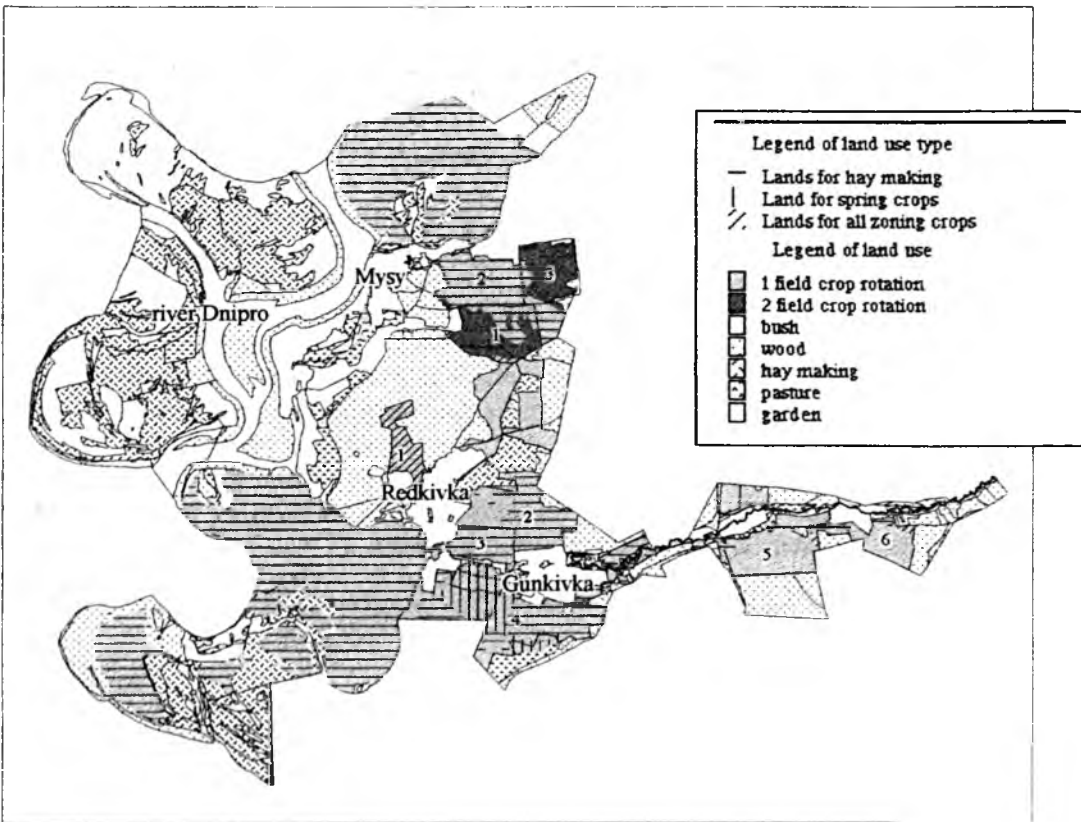 Legend of land use type
Lands for hay making
Land for spring crops
Lands for all zoning crops
Legend of land use
1 field crop rotation
2 field crop rotation
bush
wood
hay making
pasture
garden
Mysy
2
3
river Dnipro
1
1
Redkivka
2
3
5
6
Gunkivka
4